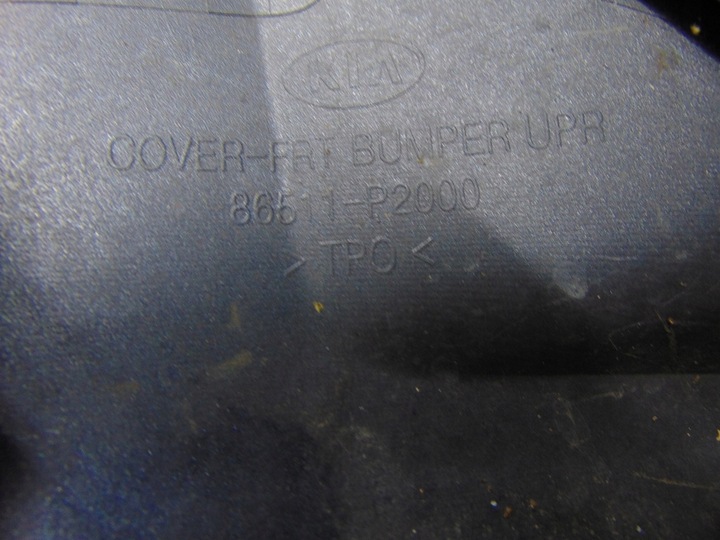 KIA
COVER-FRT BUMPER UPR
86511-P2000
>TPO<